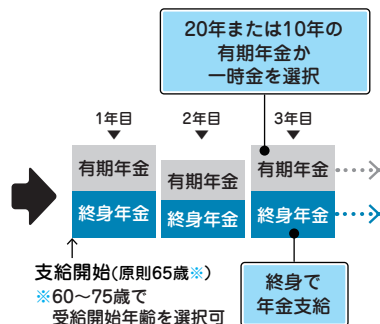 20年または10年の
有期年金か
一時金を選択
1年目
2年目
3年目
有期年金
有期年金
有期年金
終身年金
終身年金
終身年金
支給開始(原則65歳※)
※60〜75歳で
受給開始年齢を選択可
終身で
年金支給